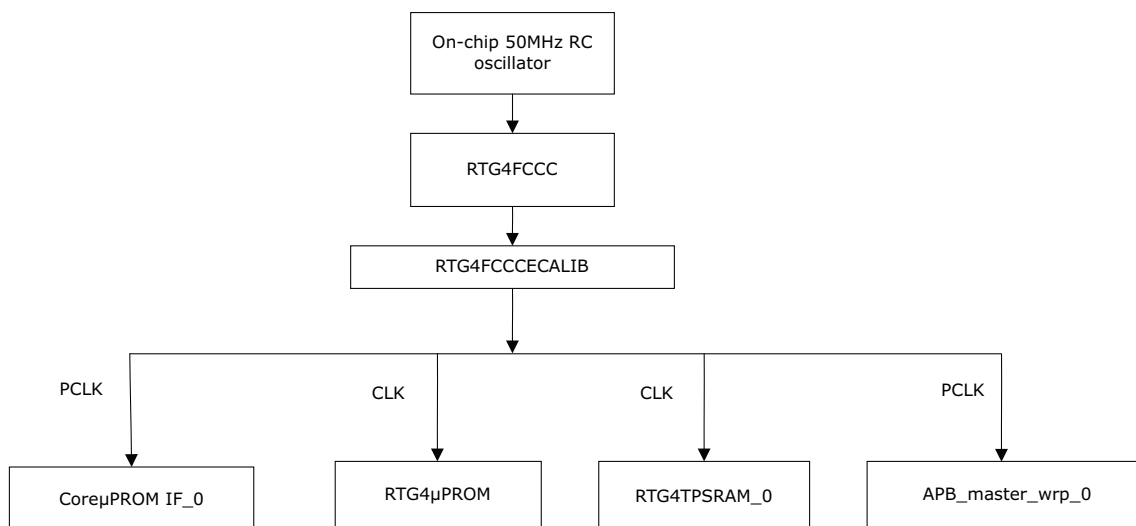 On-chip 50MHz RC
oscillator
RTG4FCCC
RTG4FCCCECALIB
PCLK
CLK
CLK
PCLK
CoreµPROM IF_0
RTG4µPROM
RTG4TPSRAM_0
APB_master_wrp_0